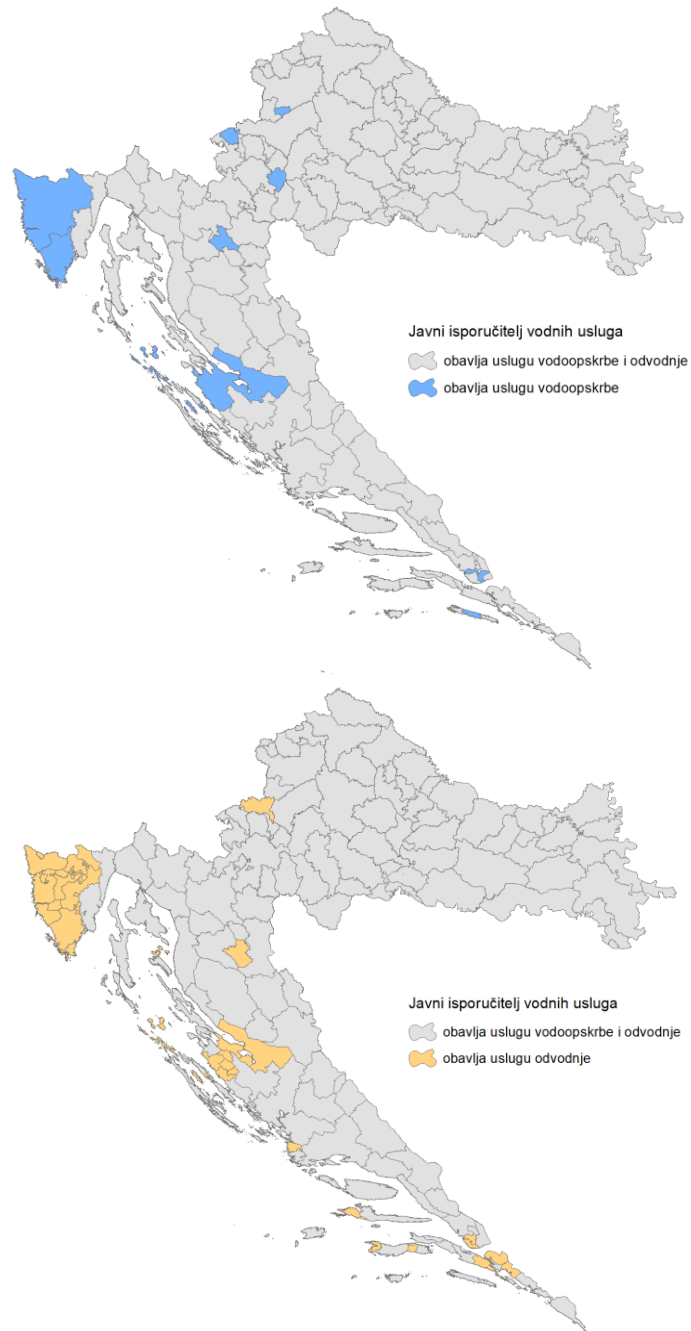 Javni isporučitelj vodnih usluga
obavlja uslugu vodoopskrbe i odvodnje
obavlja uslugu vodoopskrbe
Javni isporučitelj vodnih usluga
obavlja uslugu vodoopskrbe i odvodnje
obavlja uslugu odvodnje